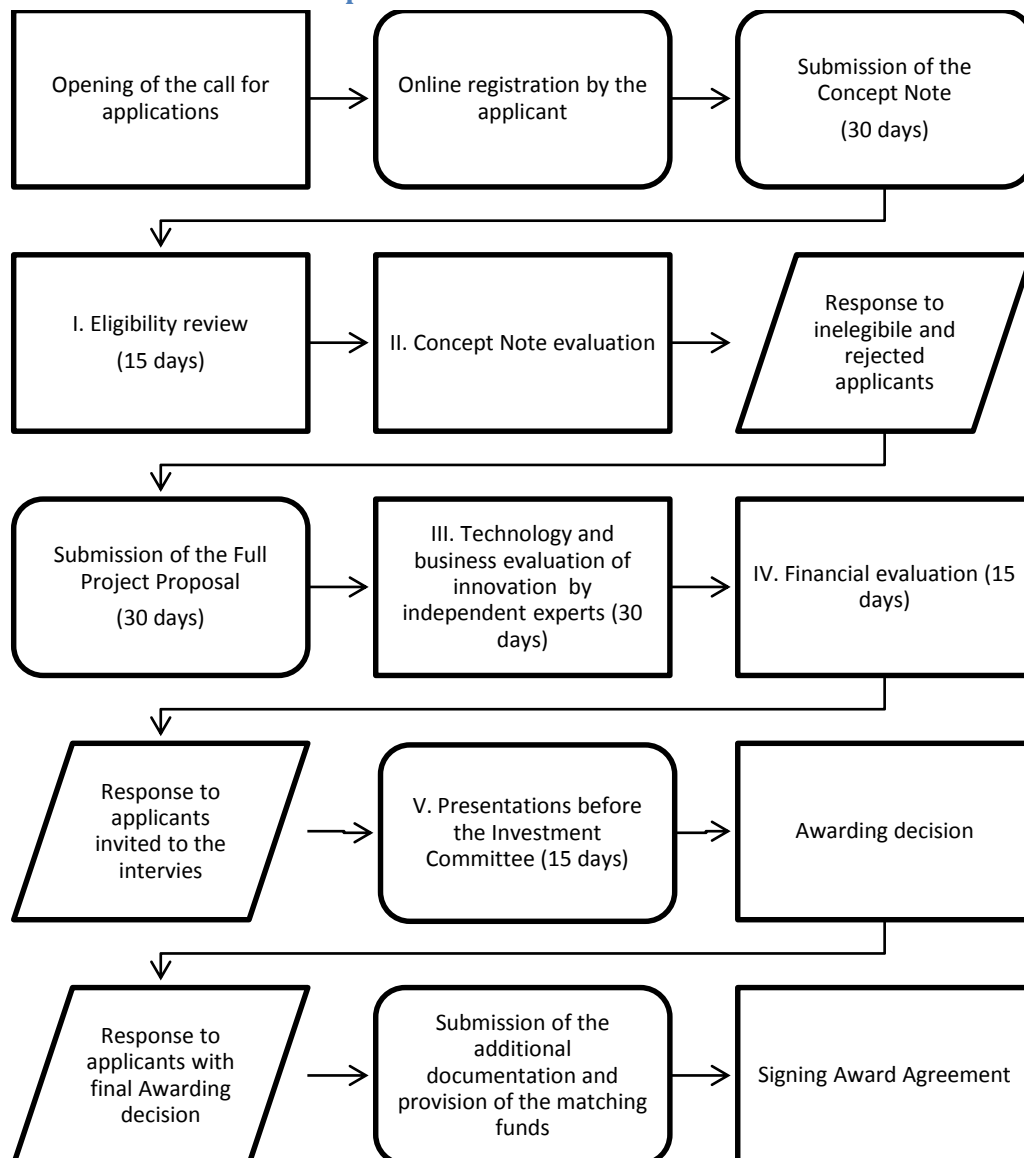 Opening of the call for
applications
Online registration by the
applicant
Submission of the
Concept Note
(30 days)
I. Eligibility review
(15 days)
II. Concept Note evaluation
Response to
inelegibile and
rejected
applicants
Submission of the Full
Project Proposal
(30 days)
III. Technology and
business evaluation of
innovation by
independent experts (30
days)
IV. Financial evaluation (15
days)
Response to
applicants
invited to the
intervies
V. Presentations before
the Investment
Committee (15 days)
Awarding decision
Response to
applicants with
final Awarding
decision
Submission of the
additional
documentation and
provision of the matching
funds
Signing Award Agreement